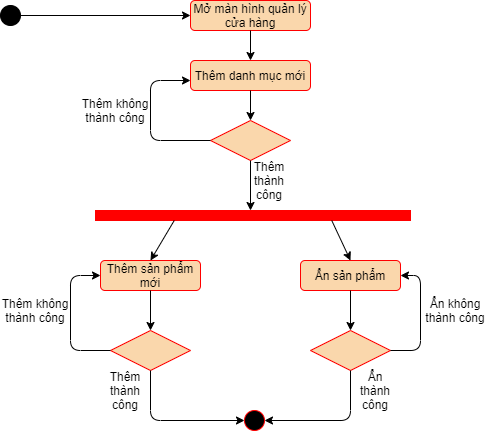 Mở màn hình quản lý
cửa hàng
Thêm danh mục mới
Thêm không
thành công
Thêm
thành
công
Thêm sản phẩm
mới
Ẩn sản phẩm
Thêm không
thành công
Ẩn không
thành công
Thêm
thành
công
Ẩn
thành
công